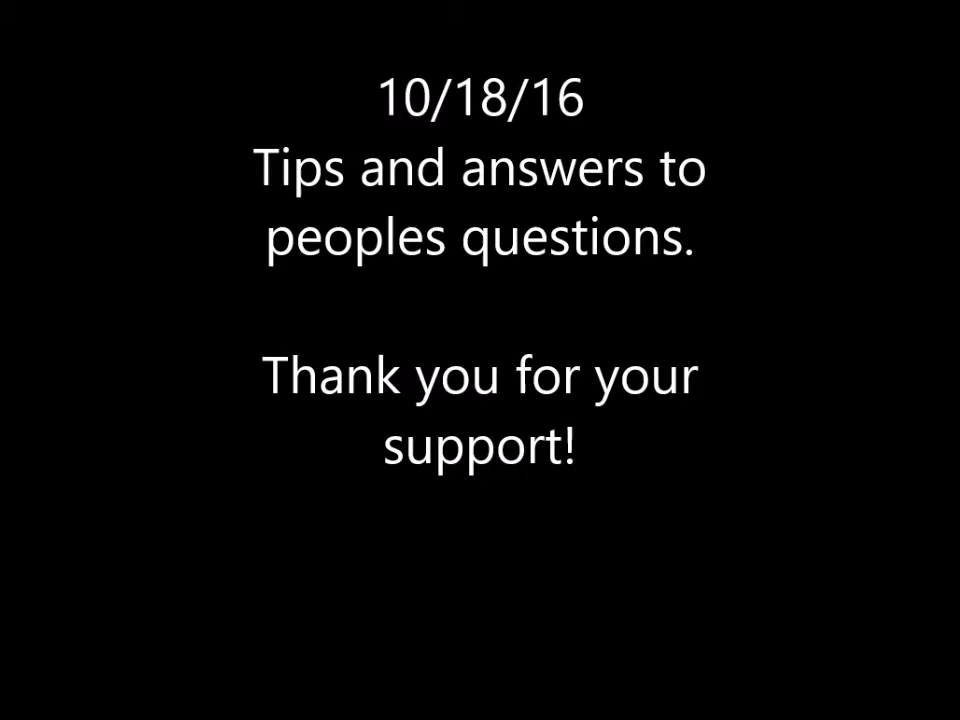 10/18/16
Tips and answers to
peoples questions.
Thank you for your
support!